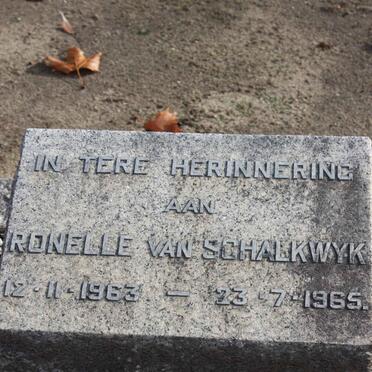 IN TERE HERINNERING
AAN
RONELLE VAN SCHALKWYK
12·11·1963 — 23·7·1965.